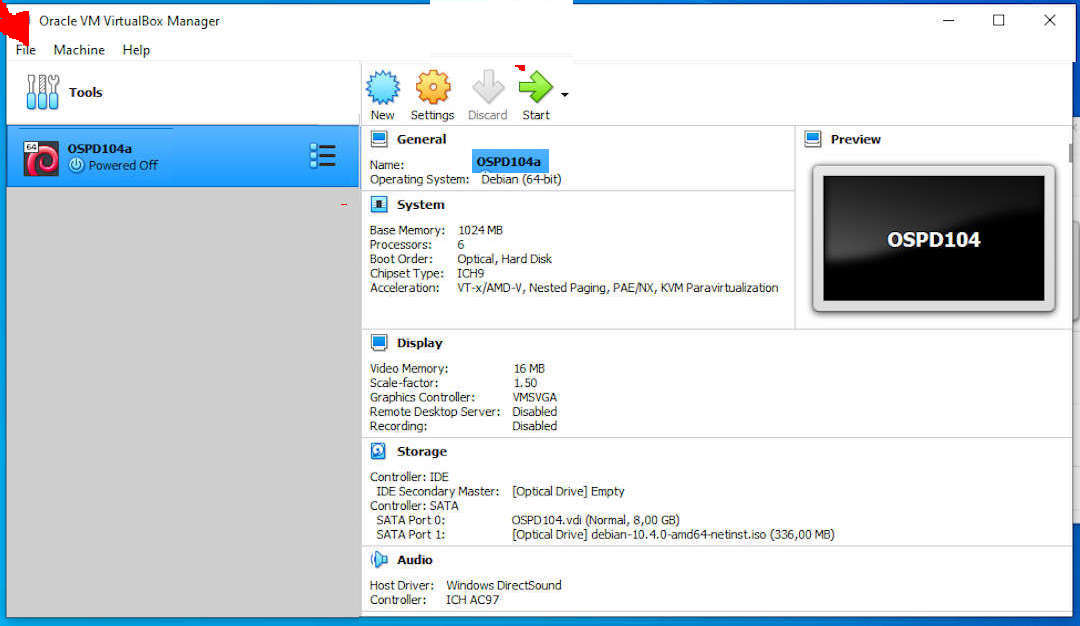 Oracle VM VirtualBox Manager
File Machine Help
Tools
New Settings Discard Start
64
OSPD104a
Powered Off
General
Name: OSPD104a
Operating System: Debian (64-bit)
Preview
OSPD104
System
Base Memory: 1024 MB
Processors: 6
Boot Order: Optical, Hard Disk
Chipset Type: ICH9
Acceleration: VT-x/AMD-V, Nested Paging, PAE/NX, KVM Paravirtualization
Display
Video Memory: 16 MB
Scale-factor: 1.50
Graphics Controller: VMSVGA
Remote Desktop Server: Disabled
Recording: Disabled
Storage
Controller: IDE
IDE Secondary Master: [Optical Drive] Empty
Controller: SATA
SATA Port 0: OSPD104.vdi (Normal, 8,00 GB)
SATA Port 1: [Optical Drive] debian-10.4.0-amd64-netinst.iso (336,00 MB)
Audio
Host Driver: Windows DirectSound
Controller: ICH AC97